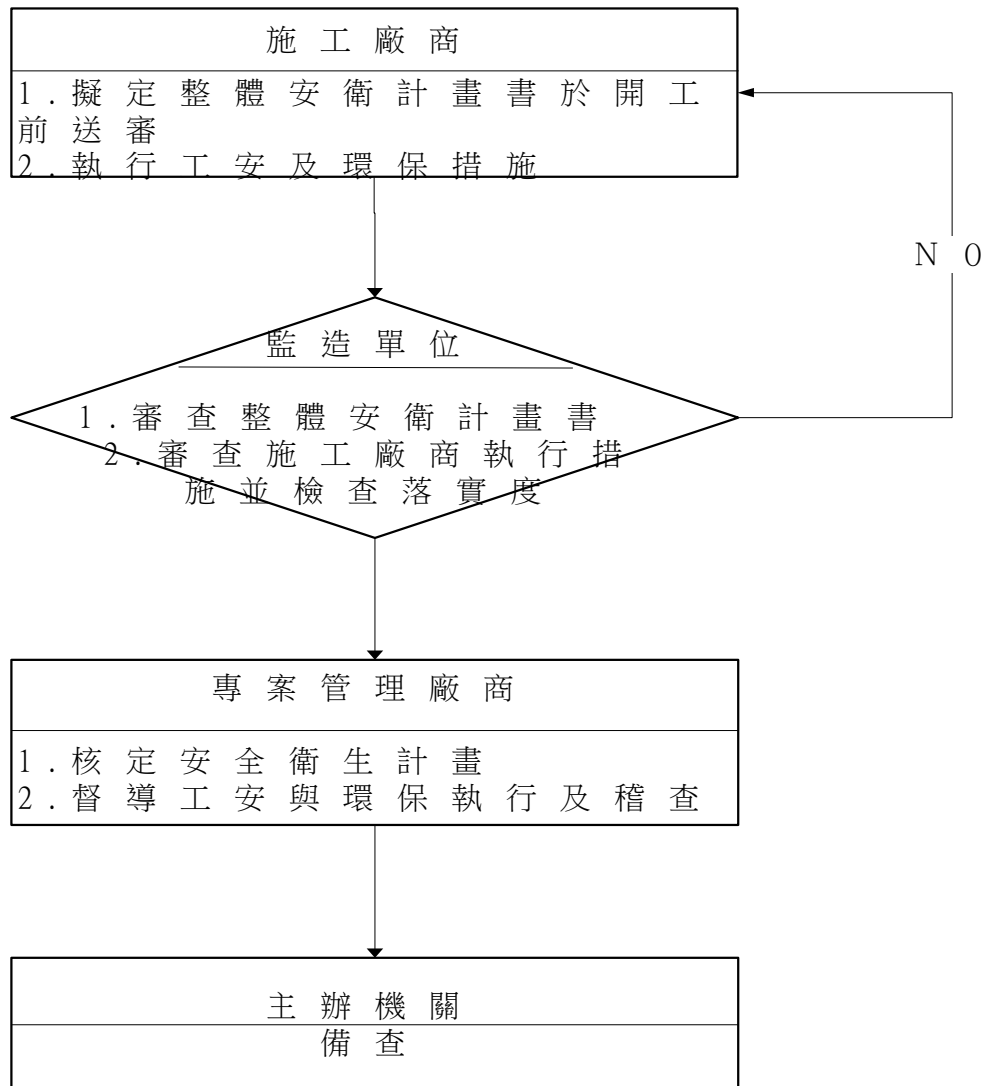 施工廠商
1.擬定整體安衛計畫書於開工
前送審
2.執行工安及環保措施
NO
監造單位
1.審查整體安衛計畫書
2.審查施工廠商執行措
施並檢查落實度
專案管理廠商
1.核定安全衛生計畫
2.督導工安與環保執行及稽查
主辦機關
備查